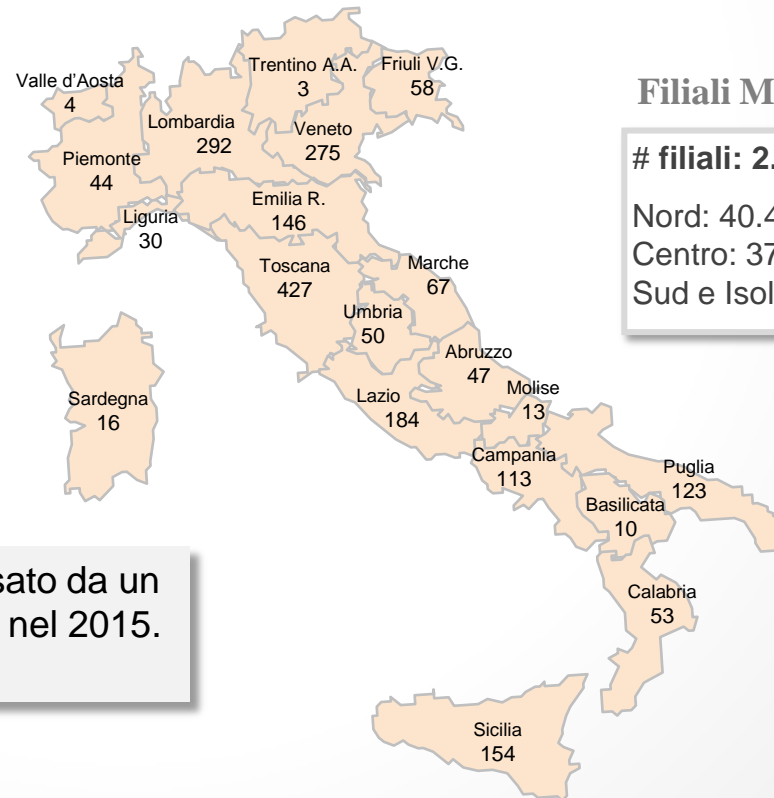 Trentino A.A.
3
Friuli V.G.
58
Valle d'Aosta
4
Lombardia
292
Veneto
275
Piemonte
44
Liguria
30
Emilia R.
146
Toscana
427
Marche
67
Umbria
50
Abruzzo
47
Lazio
184
Molise
13
Sardegna
16
Campania
113
Puglia
123
Basilicata
10
Calabria
53
Sicilia
154
Filiali M
# filiali: 2.
Nord: 40.4
Centro: 37
Sud e Isol
sato da un
nel 2015.